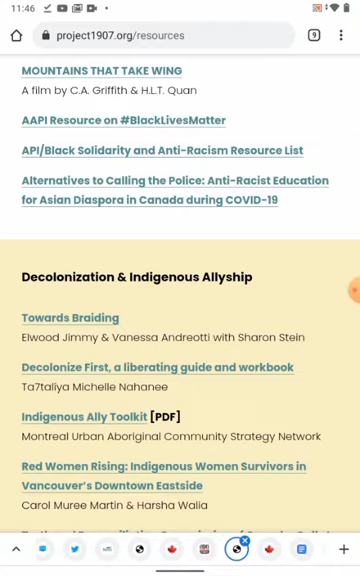 11:46
project1907.org/resources
9
MOUNTAINS THAT TAKE WING
A film by C.A. Griffith & H.L.T. Quan
AAPI Resource on #BlackLivesMatter
API/Black Solidarity and Anti-Racism Resource List
Alternatives to Calling the Police: Anti-Racist Education
for Asian Diaspora in Canada during COVID-19
Decolonization & Indigenous Allyship
Towards Braiding
Elwood Jimmy & Vanessa Andreotti with Sharon Stein
Decolonize First, a liberating guide and workbook
Ta7taliya Michelle Nahanee
Indigenous Ally Toolkit [PDF]
Montreal Urban Aboriginal Community Strategy Network
Red Women Rising: Indigenous Women Survivors in
Vancouver's Downtown Eastside
Carol Muree Martin & Harsha Walia